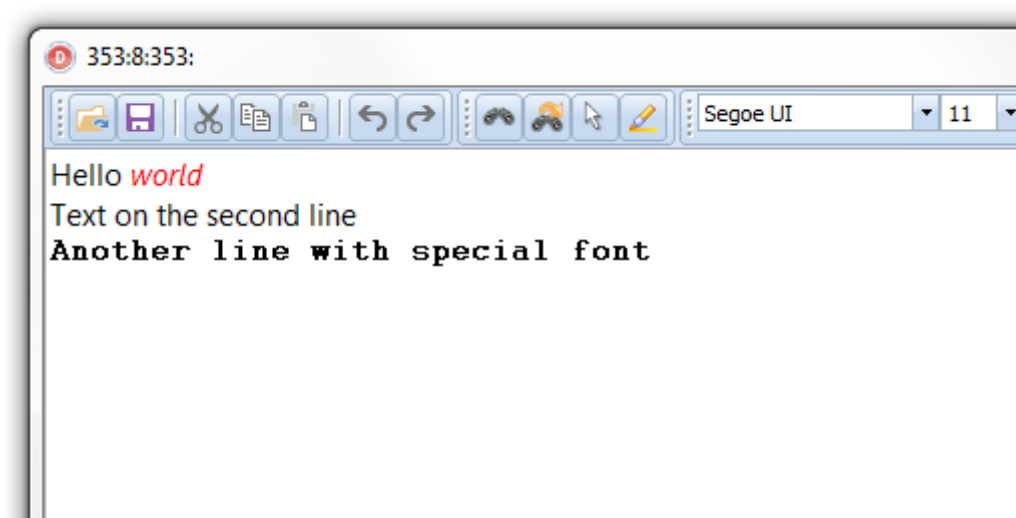 D 353:8:353:
Segoe UI 11
Hello world
Text on the second line
Another line with special font